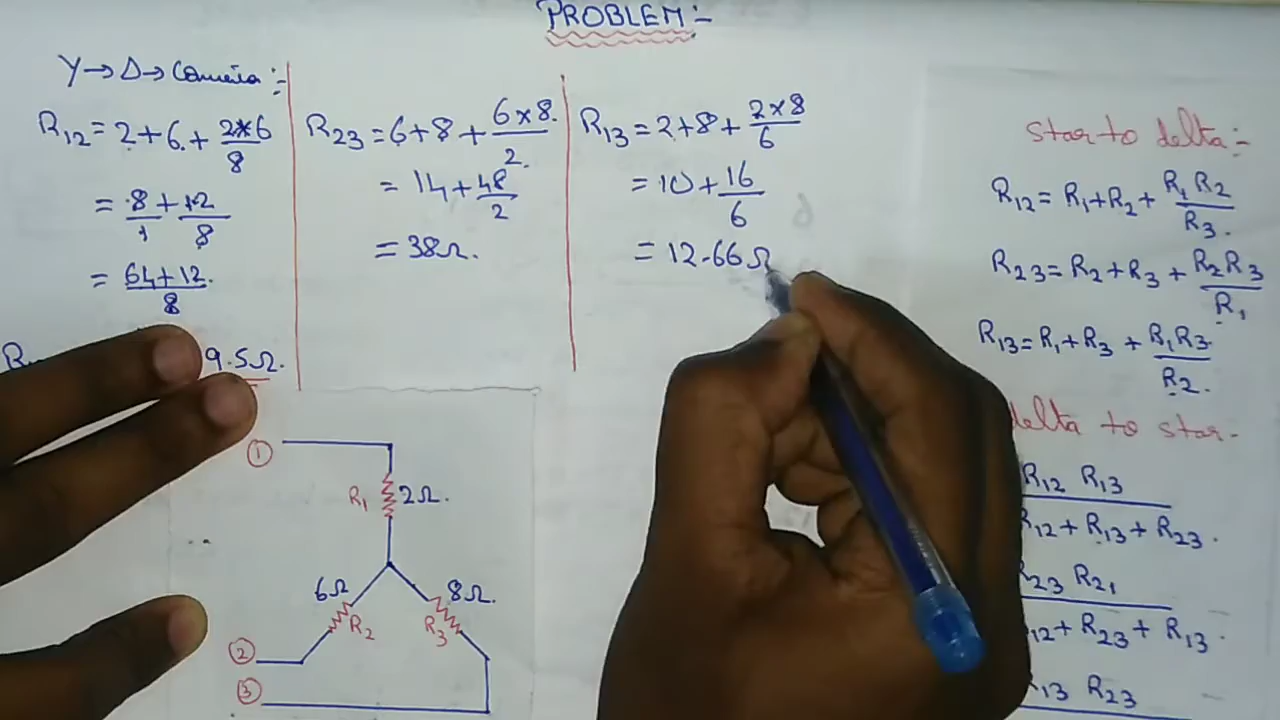 PROBLEM:-
Y→Δ→
R12=2+6+2*6/8
=8/1+12/8
=64+12/8
R
9.5Ω.
R23=6+8+6×8/2
=14+48/2
=38Ω.
R13=2+8+2×8/6
=10+16/6
=12.66Ω
star to delta:-
R12=R1+R2+R1R2/R3.
R23=R2+R3+R2R3/R1
R13=R1+R3+R1R3/R2.
delta to star-
R12 R13
R12+R13+R23.
R23 R21
12+R23+R13.
R13 R23
1
R1 2Ω.
6Ω 8Ω.
R2 R3
2
3